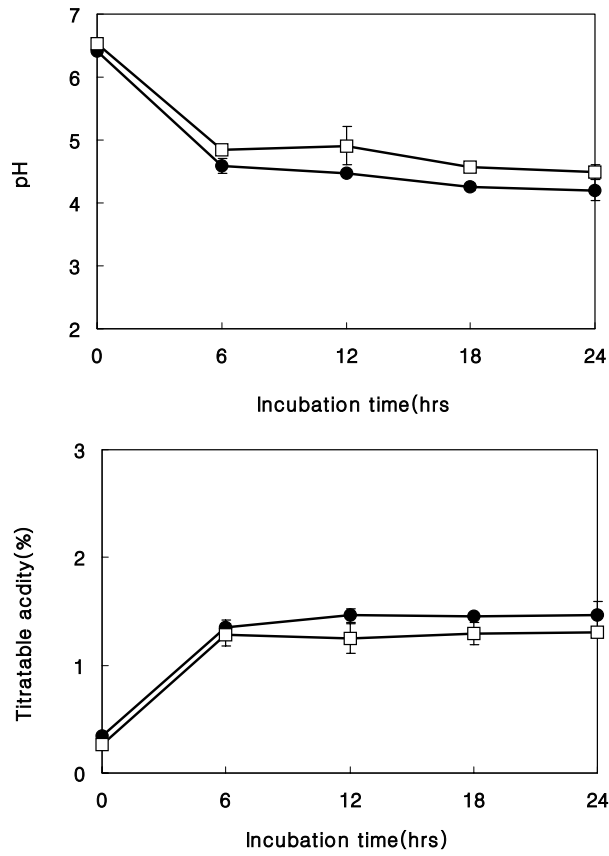 7
6
5
4
3
2
pH
0 6 12 18 24
Incubation time(hrs
3
2
1
0
Titratable acdity(%)
0 6 12 18 24
Incubation time(hrs)